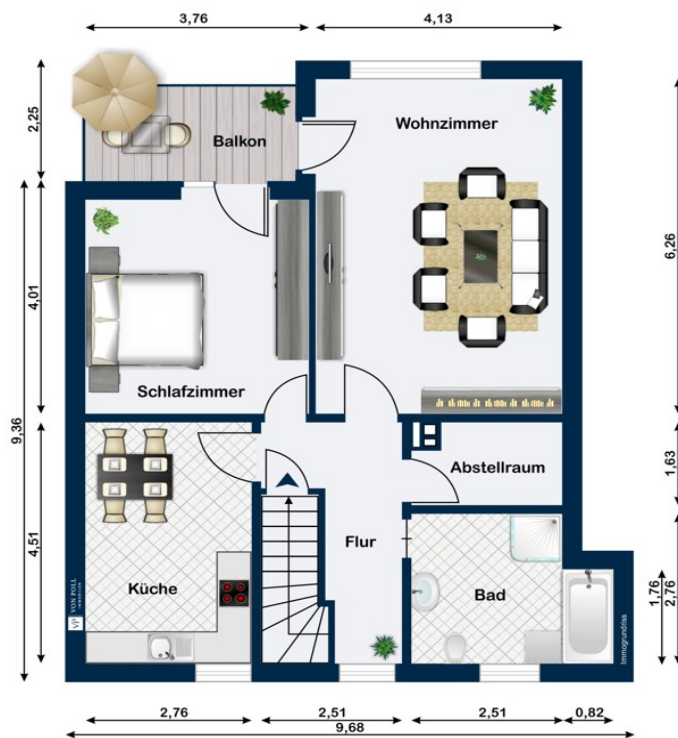 3,76
4,13
2,25
Balkon
Wohnzimmer
6,26
4,01
9,36
Schlafzimmer
4,51
Küche
Flur
Abstellraum
1,63
Bad
1,76
2,76
VP VON POLL
IMMOBILIEN
Immogrundriss
2,76
2,51
2,51
0,82
9,68